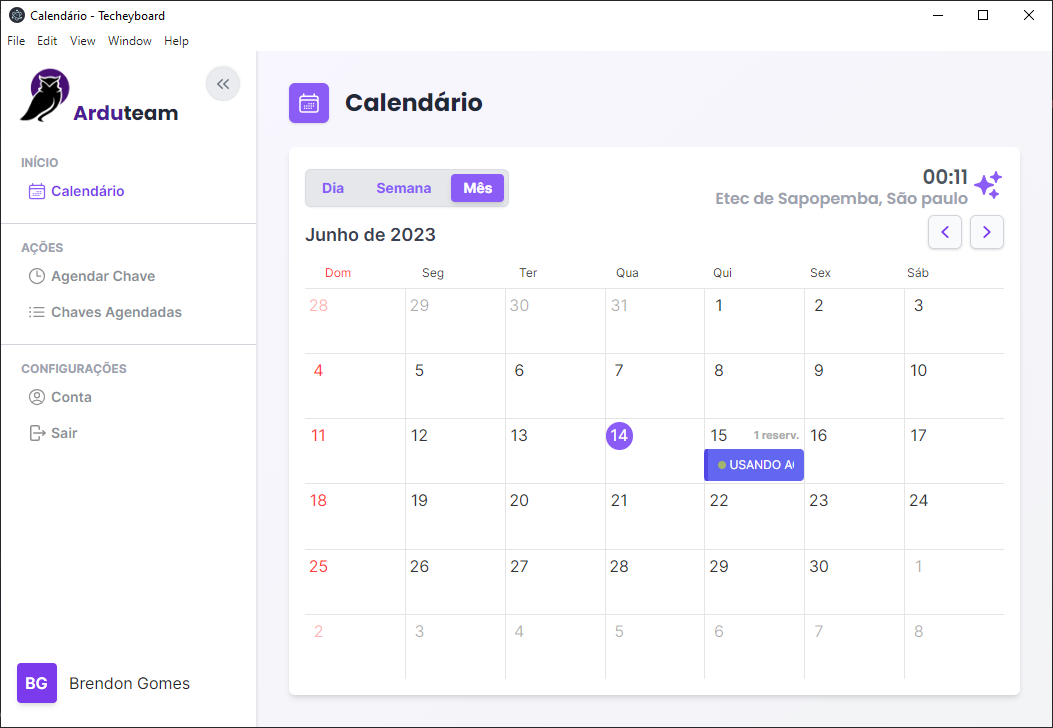 Calendário - Techeyboard
File Edit View Window Help
Arduteam
INÍCIO
Calendário
AÇÕES
Agendar Chave
Chaves Agendadas
CONFIGURAÇÕES
Conta
Sair
BG Brendon Gomes
Calendário
Dia Semana Mês
00:11
Etec de Sapopemba, São paulo
Junho de 2023
Dom Seg Ter Qua Qui Sex Sáb
28 29 30 31 1 2 3
4 5 6 7 8 9 10
11 12 13 14 15 1 reserv. 16 17
USANDO
18 19 20 21 22 23 24
25 26 27 28 29 30 1
2 3 4 5 6 7 8